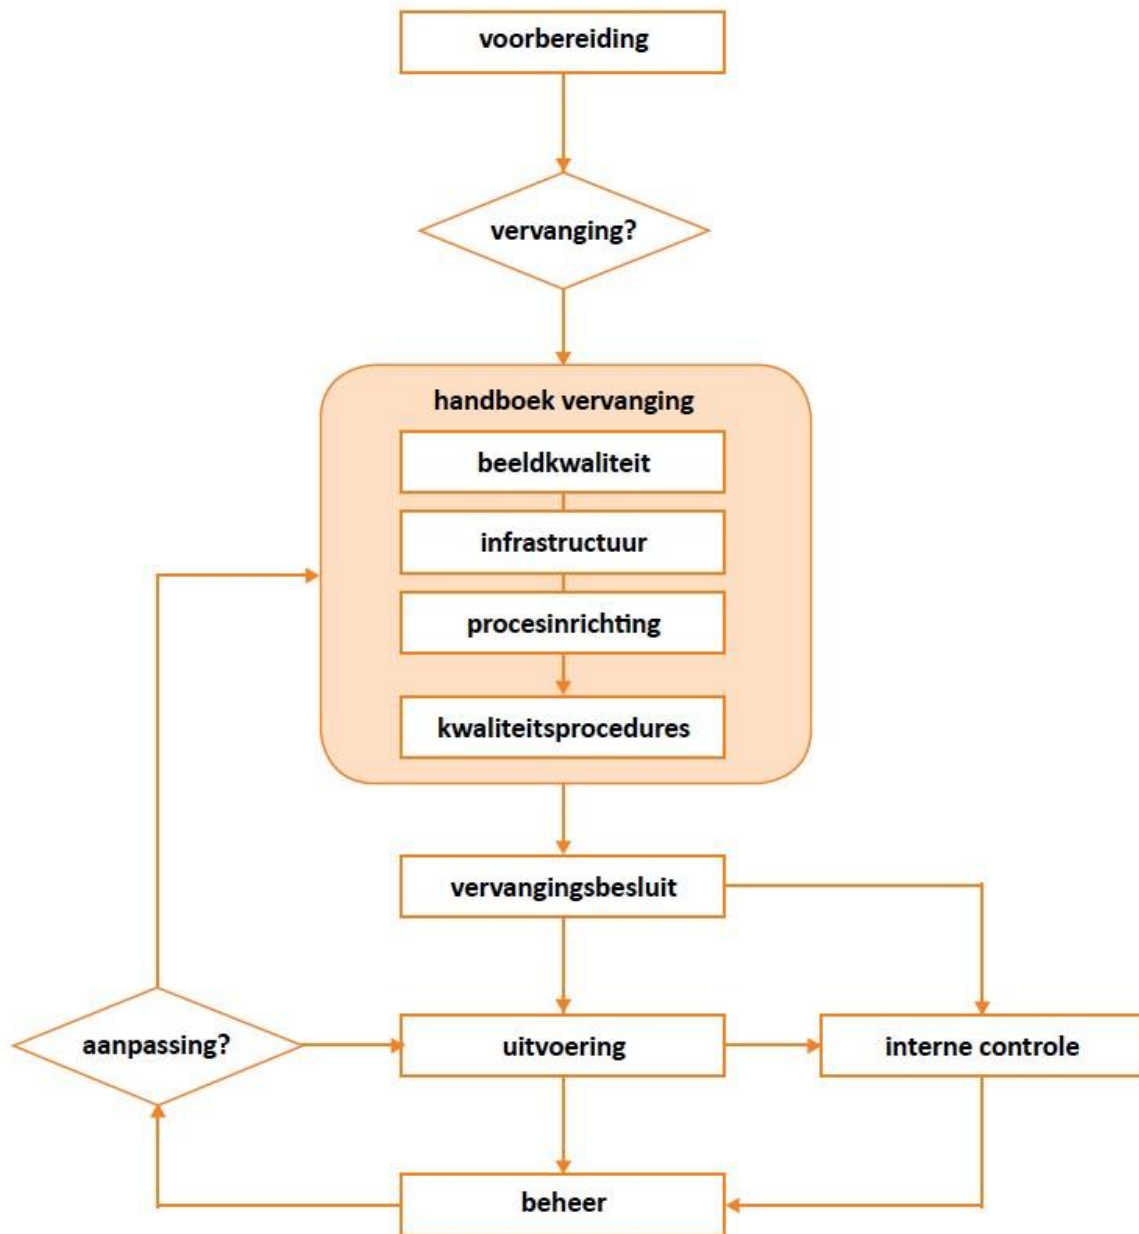 voorbereiding
vervanging?
handboek vervanging
beeldkwaliteit
infrastructuur
procesinrichting
kwaliteitsprocedures
vervangingsbesluit
aanpassing?
uitvoering
interne controle
beheer